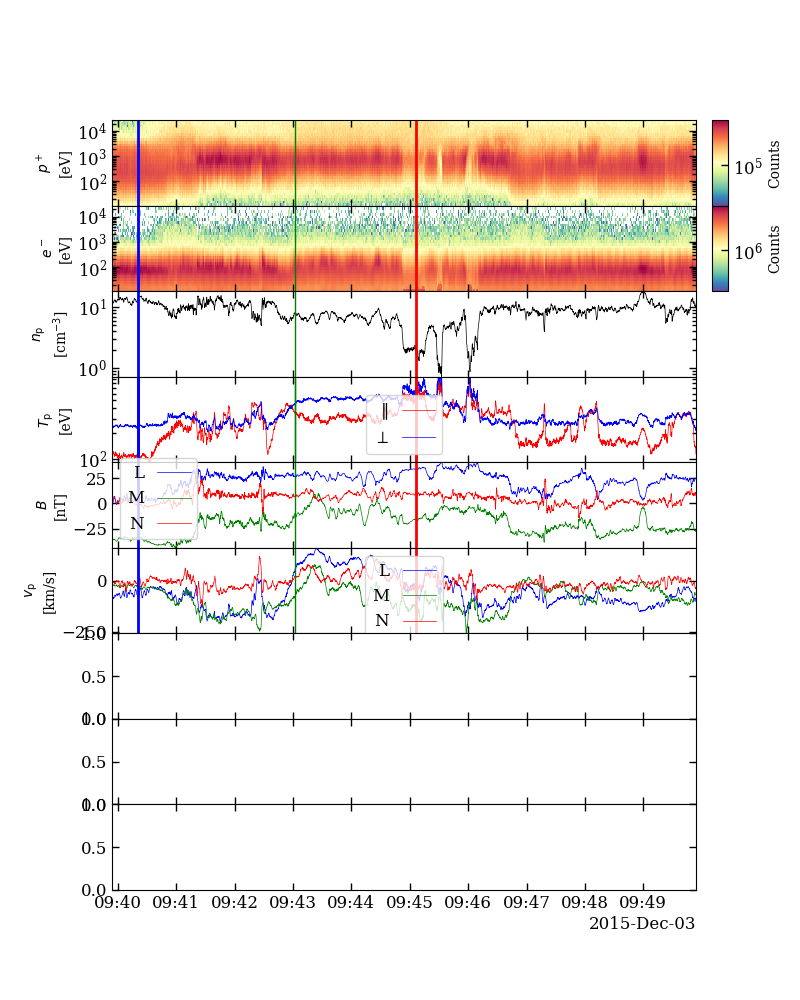 p⁺
[eV]
10⁴
10³
10²
10⁵
Counts
e⁻
[eV]
10⁴
10³
10²
10⁶
Counts
nₚ
[cm⁻³]
10¹
10⁰
Tₚ
[eV]
10²
∥
⊥
B
[nT]
25
0
−25
L
M
N
vₚ
[km/s]
0
−250
L
M
N
1.0
0.5
0.0
1.0
0.5
0.0
1.0
0.5
0.0
09:40 09:41 09:42 09:43 09:44 09:45 09:46 09:47 09:48 09:49
2015-Dec-03